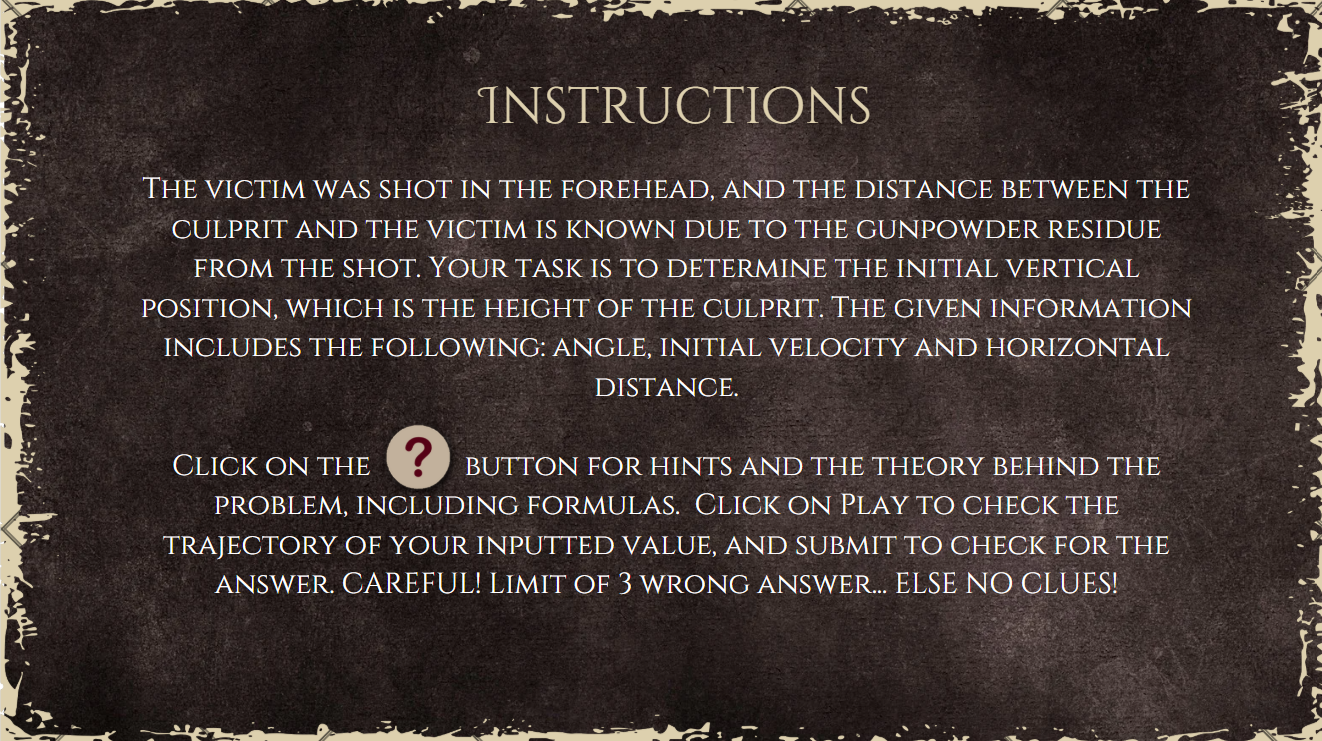 Instructions
The victim was shot in the forehead, and the distance between the
culprit and the victim is known due to the gunpowder residue
from the shot. Your task is to determine the initial vertical
position, which is the height of the culprit. The given information
includes the following: angle, initial velocity and horizontal
distance.
Click on the ? button for hints and the theory behind the
problem, including formulas. Click on Play to check the
trajectory of your inputted value, and submit to check for the
answer. CAREFUL! Limit of 3 wrong answer... ELSE NO CLUES!